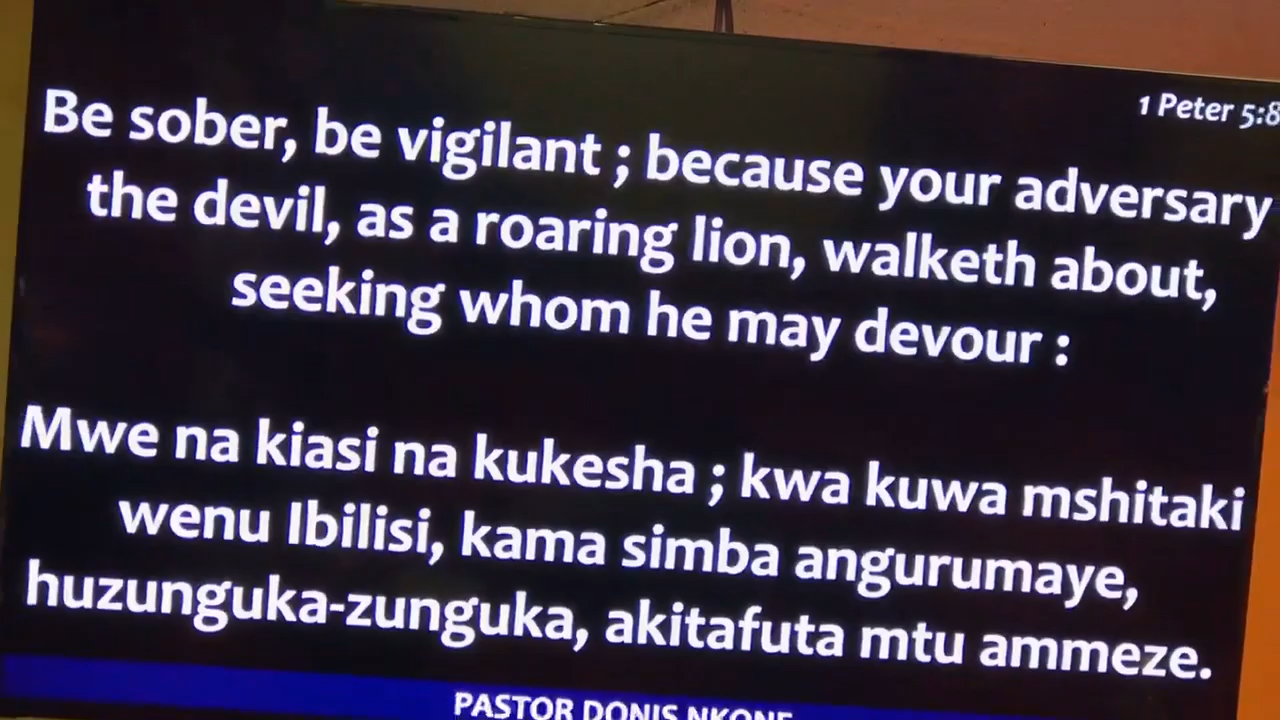 1 Peter 5:8
Be sober, be vigilant ; because your adversary
the devil, as a roaring lion, walketh about,
seeking whom he may devour :
Mwe na kiasi na kukesha ; kwa kuwa mshitaki
wenu Ibilisi, kama simba angurumaye,
huzunguka-zunguka, akitafuta mtu ammeze.
PASTOR DONIS NKONE